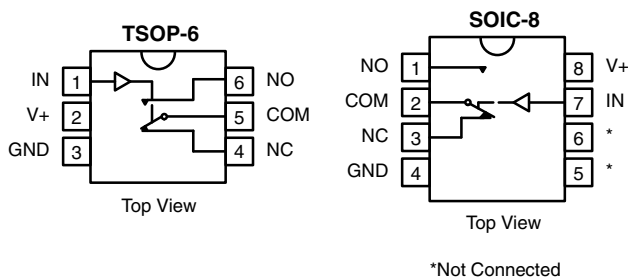 TSOP-6
IN 1 6 NO
V+ 2 5 COM
GND 3 4 NC
Top View
SOIC-8
NO 1 8 V+
COM 2 7 IN
NC 3 6 *
GND 4 5 *
Top View
*Not Connected